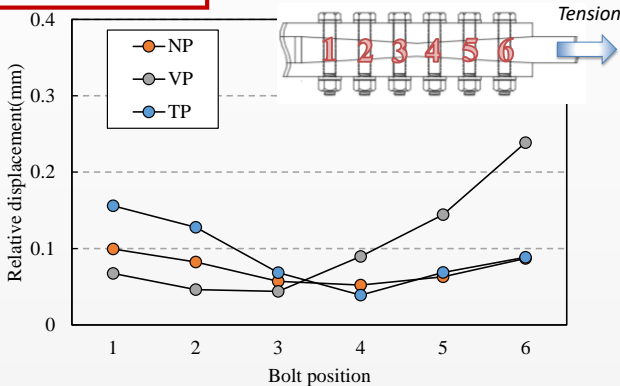 Tension
1 2 3 4 5 6
NP
VP
TP
0.4
0.3
0.2
0.1
0
Relative displacement(mm)
1 2 3 4 5 6
Bolt position